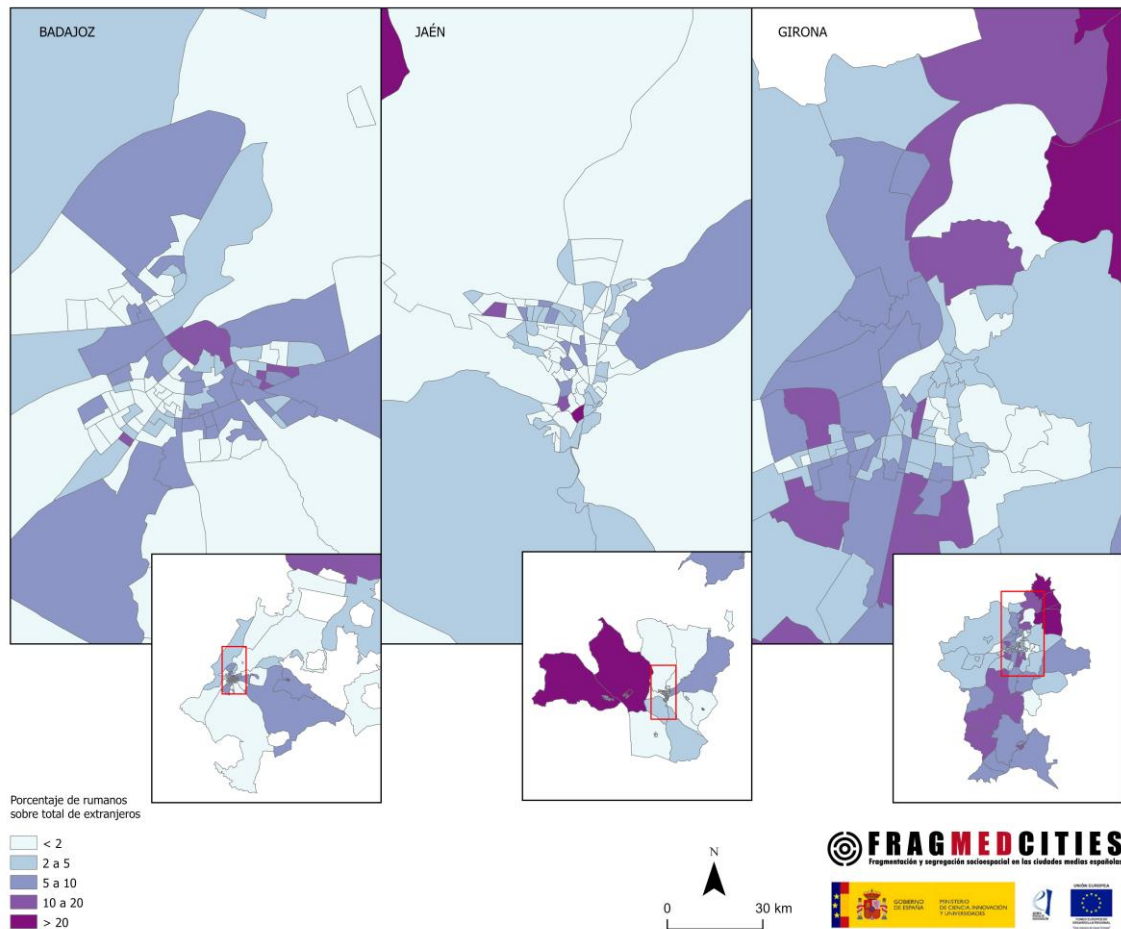 BADAJOZ
JAÉN
GIRONA
Porcentaje de rumanos
sobre total de extranjeros
< 2
2 a 5
5 a 10
10 a 20
> 20
N
0 30 km
FRAGMEDCITIES
Fragmentación y segregación socioespacial en las ciudades medias españolas
GOBIERNO
DE ESPAÑA
MINISTERIO
DE CIENCIA, INNOVACIÓN
Y UNIVERSIDADES
UNIÓN EUROPEA